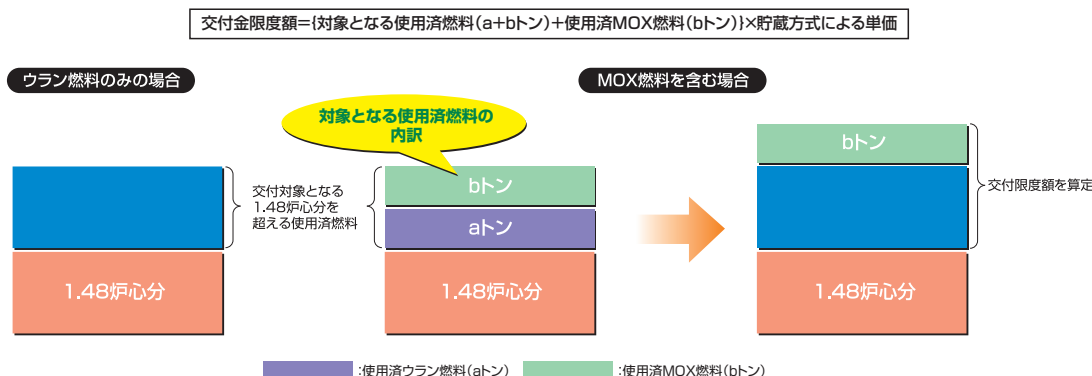 交付金限度額={対象となる使用済燃料(a+bトン)+使用済MOX燃料(bトン)}×貯蔵方式による単価
ウラン燃料のみの場合
MOX燃料を含む場合
対象となる使用済燃料の
内訳
交付対象となる
1.48炉心分を
超える使用済燃料
bトン
aトン
1.48炉心分
1.48炉心分
bトン
交付限度額を算定
1.48炉心分
:使用済ウラン燃料(aトン)
:使用済MOX燃料(bトン)